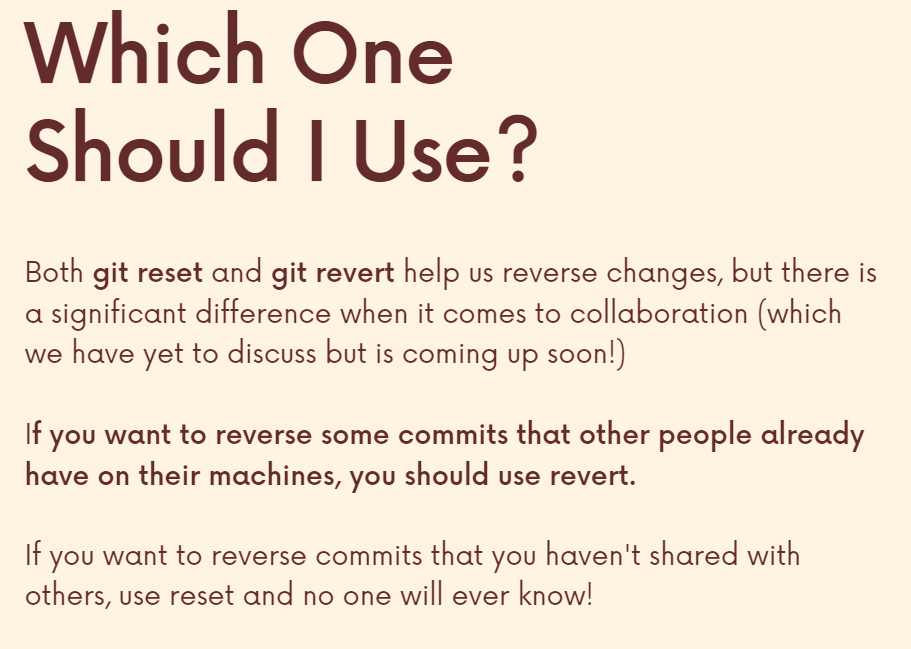 Which One
Should I Use?
Both git reset and git revert help us reverse changes, but there is
a significant difference when it comes to collaboration (which
we have yet to discuss but is coming up soon!)
If you want to reverse some commits that other people already
have on their machines, you should use revert.
If you want to reverse commits that you haven't shared with
others, use reset and no one will ever know!